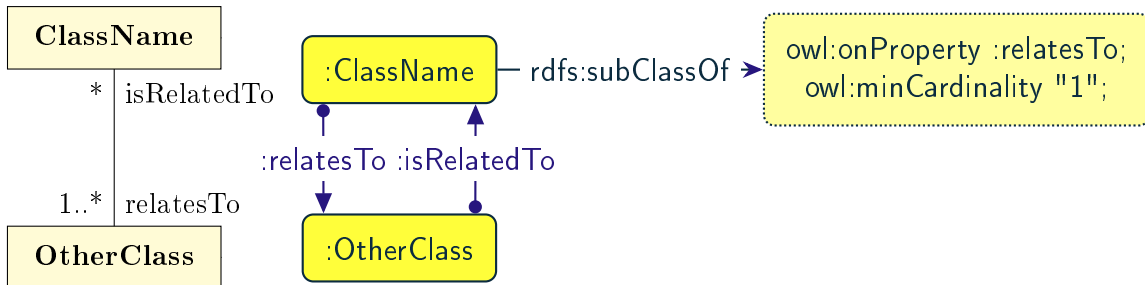 ClassName
* isRelatedTo
1..* relatesTo
OtherClass
:ClassName
rdfs:subClassOf
owl:onProperty :relatesTo;
owl:minCardinality "1";
:relatesTo :isRelatedTo
:OtherClass